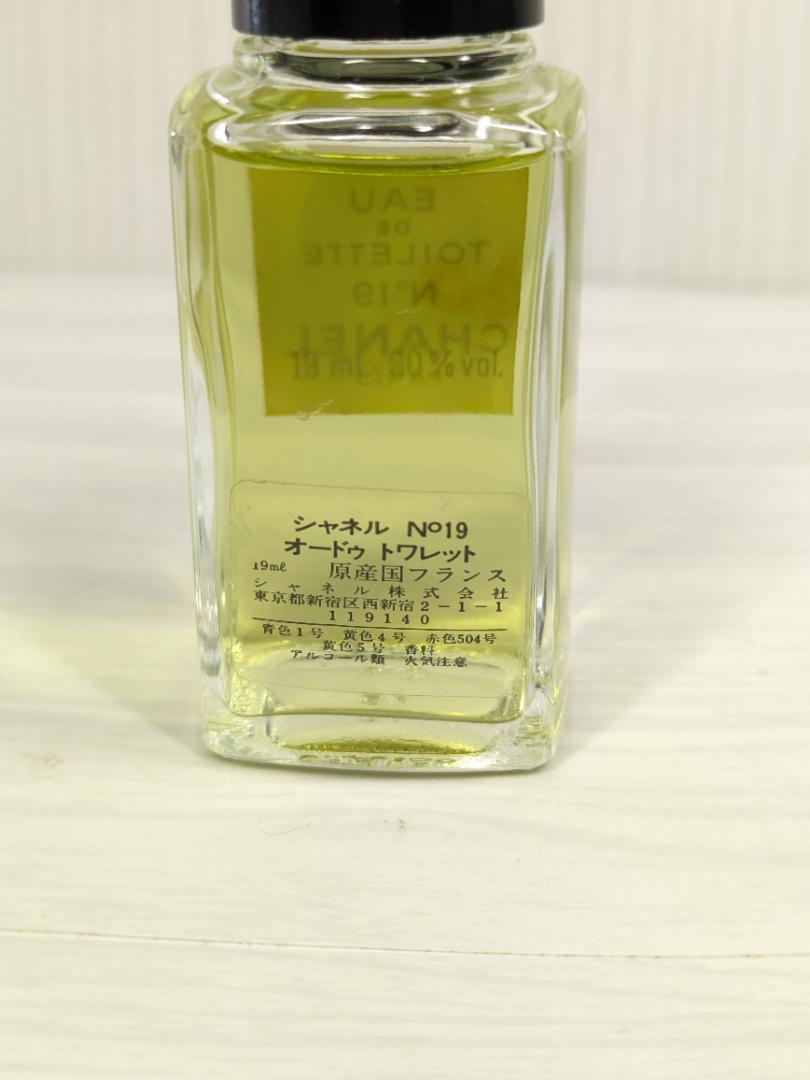 EAU
DE
TOILETTE
N°19
CHANEL
19 ml 80% vol.
シャネル Nº19
オードゥ トワレット
19mℓ 原産国フランス
シャネル株式会社
東京都新宿区西新宿2-1-1
119140
青色1号 黄色4号 赤色504号
黄色5号 香料
アルコール類 火気注意